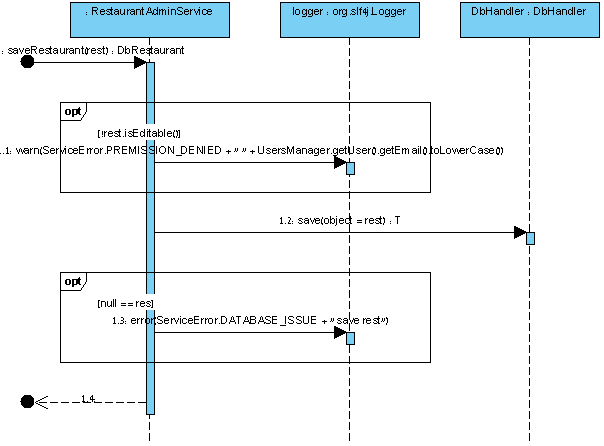 : RestaurantAdminService
logger : org.slf4j.Logger
DbHandler : DbHandler
: saveRestaurant(rest) : DbRestaurant
opt
[!rest.isEditable()]
1.1: warn(ServiceError.PREMISSION_DENIED + " " + UsersManager.getUser().getEmail().toLowerCase())
1.2: save(object = rest) : T
opt
[null == res]
1.3: error(ServiceError.DATABASE_ISSUE + " save rest")
1.4: